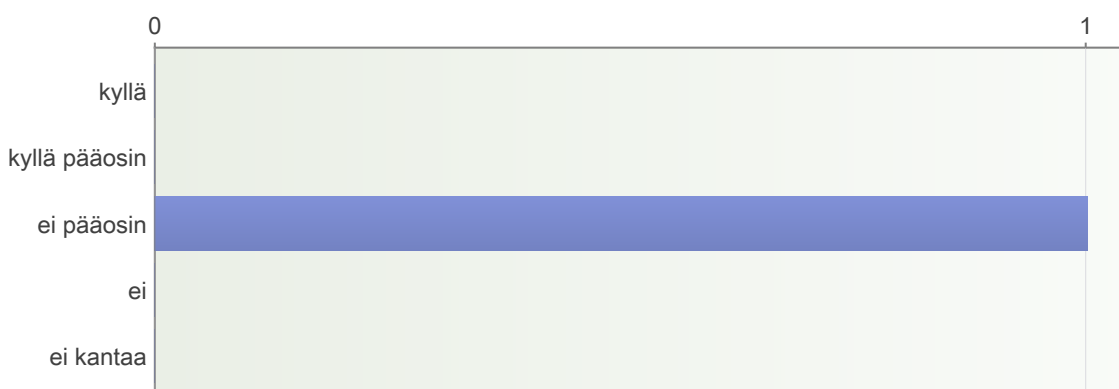 0 1
kyllä
kyllä pääosin
ei pääosin
ei
ei kantaa